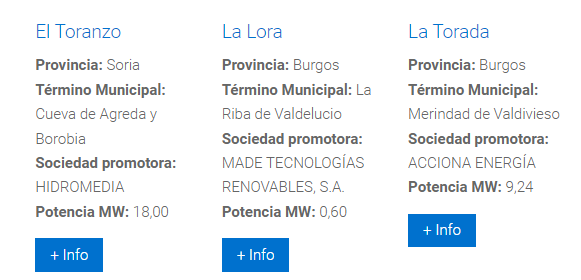 El Toranzo
Provincia: Soria
Término Municipal:
Cueva de Agreda y
Borobia
Sociedad promotora:
HIDROMEDIA
Potencia MW: 18,00
+ Info
La Lora
Provincia: Burgos
Término Municipal: La
Riba de Valdelucio
Sociedad promotora:
MADE TECNOLOGÍAS
RENOVABLES, S.A.
Potencia MW: 0,60
+ Info
La Torada
Provincia: Burgos
Término Municipal:
Merindad de Valdivieso
Sociedad promotora:
ACCIONA ENERGÍA
Potencia MW: 9,24
+ Info